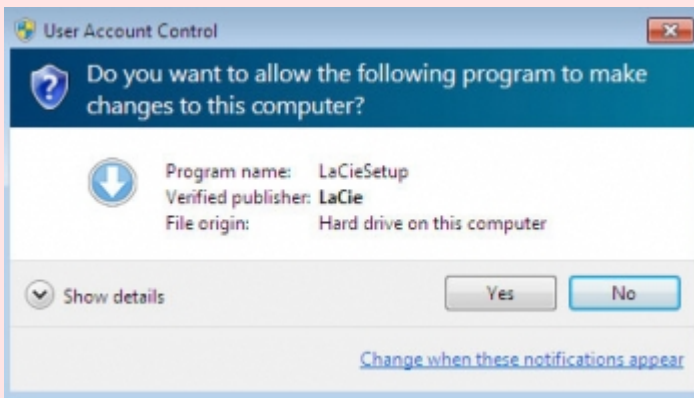 User Account Control
Do you want to allow the following program to make
changes to this computer?
Program name: LaCieSetup
Verified publisher: LaCie
File origin: Hard drive on this computer
Show details
Yes
No
Change when these notifications appear